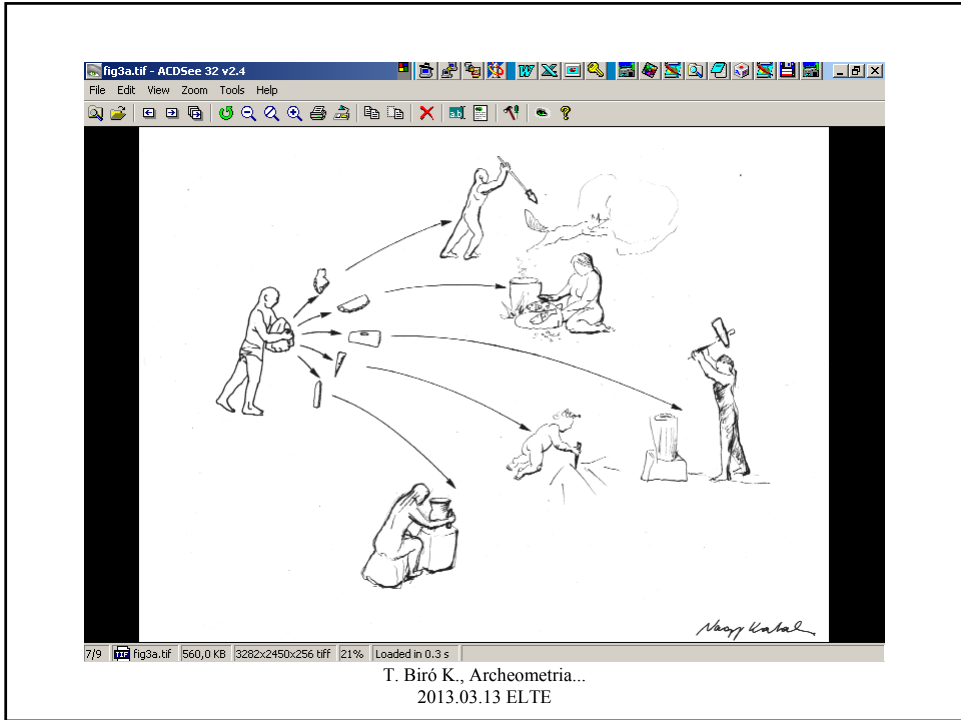 fig3a.tif - ACDSee 32 v2.4
File Edit View Zoom Tools Help
7/9 fig3a.tif 560,0 KB 3282x2450x256 tiff 21% Loaded in 0.3 s
T. Biró K., Archeometria...
2013.03.13 ELTE